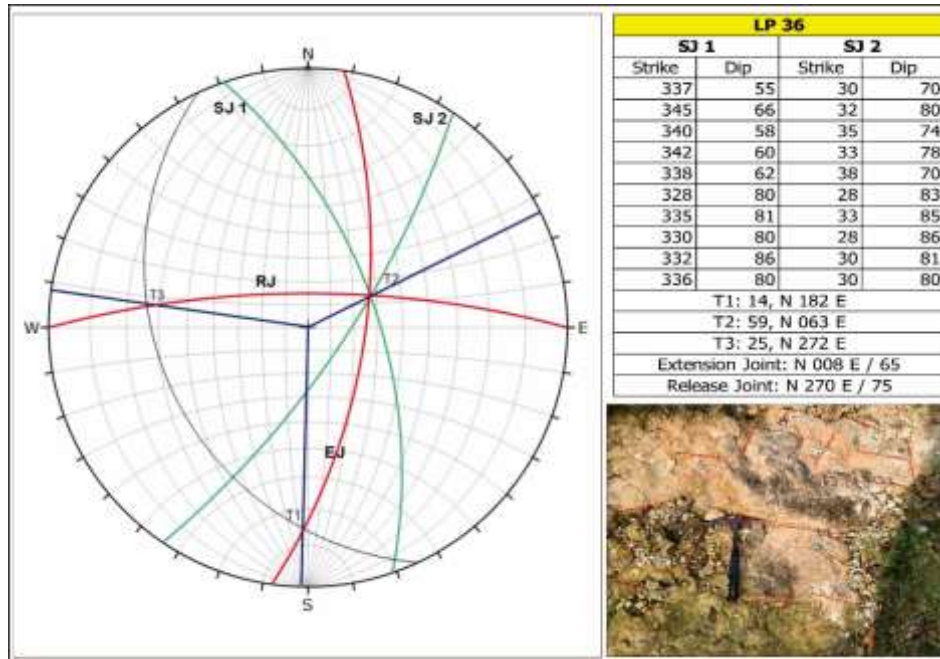 N
SJ 1
SJ 2
RJ
T2
T3
W
E
EJ
T1
S
LP 36
SJ 1 SJ 2
Strike Dip Strike Dip
337 55 30 70
345 66 32 80
340 58 35 74
342 60 33 78
338 62 38 70
328 80 28 83
335 81 33 85
330 80 28 86
332 86 30 81
336 80 30 80
T1: 14, N 182 E
T2: 59, N 063 E
T3: 25, N 272 E
Extension Joint: N 008 E / 65
Release Joint: N 270 E / 75